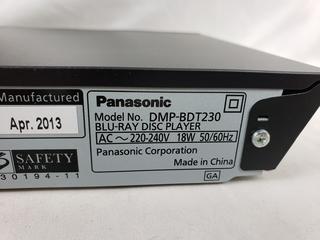 Manufactured
Apr. 2013
SAFETY
MARK
30194-11
Panasonic
Model No. DMP-BDT230
BLU-RAY DISC PLAYER
AC ~ 220-240V 18W 50/60Hz
Panasonic Corporation
Made in China
GA